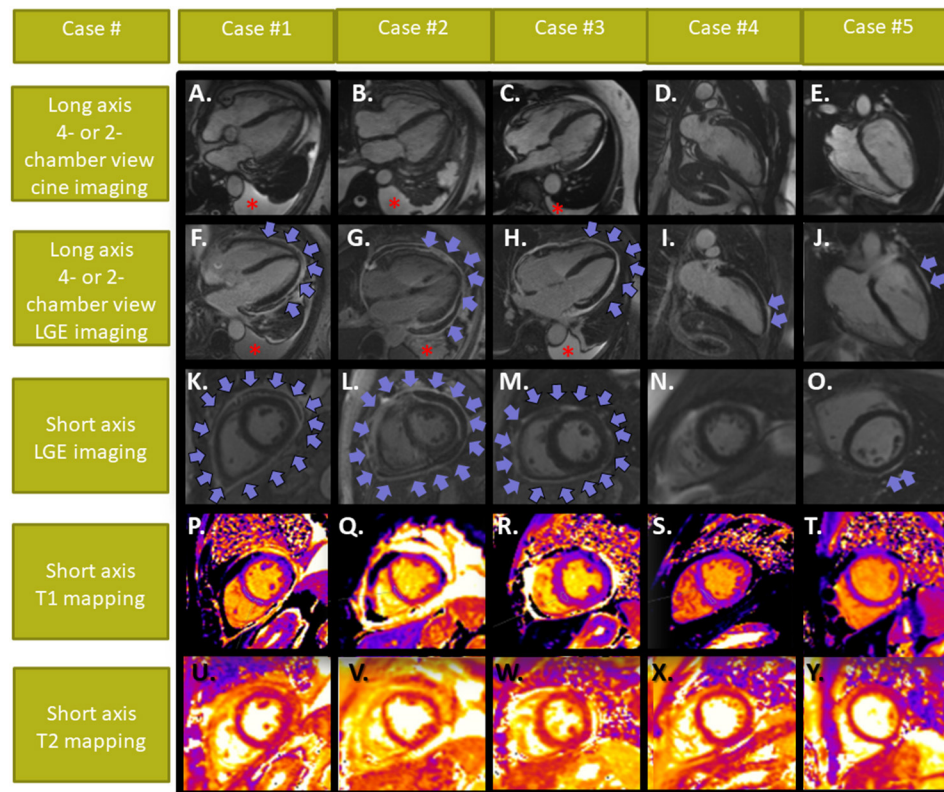 Case #
Case #1
Case #2
Case #3
Case #4
Case #5
Long axis
4- or 2-
chamber view
cine imaging
A.
B.
C.
D.
E.
*
*
*
Long axis
4- or 2-
chamber view
LGE imaging
F.
G.
H.
I.
J.
*
*
*
Short axis
LGE imaging
K.
L.
M.
N.
O.
Short axis
T1 mapping
P.
Q.
R.
S.
T.
Short axis
T2 mapping
U.
V.
W.
X.
Y.